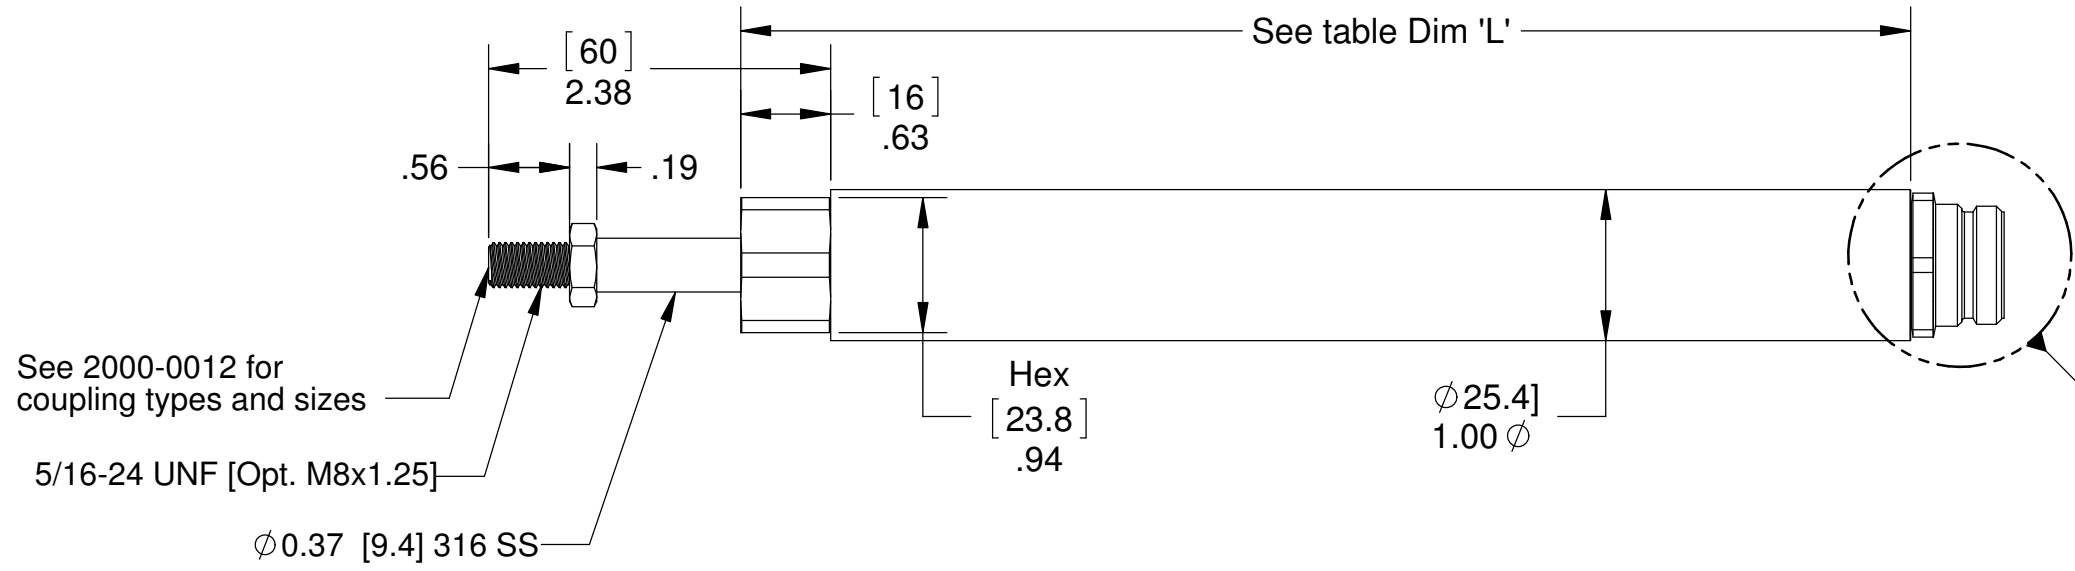 See table Dim 'L'
[60]
2.38
[16]
.63
.56
.19
See 2000-0012 for
coupling types and sizes
Hex
[23.8]
.94
⌀25.4]
1.00 ⌀
5/16-24 UNF [Opt. M8x1.25]
⌀0.37 [9.4] 316 SS